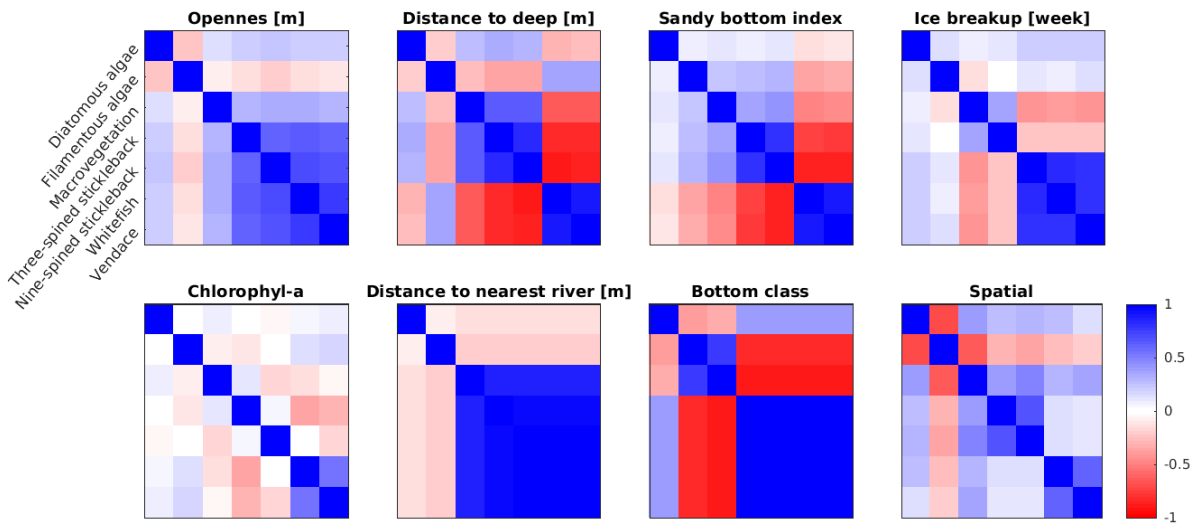 Opennes [m]
Distance to deep [m]
Sandy bottom index
Ice breakup [week]
Diatomous algae
Filamentous algae
Macrovegetation
Three-spined stickleback
Nine-spined stickleback
Whitefish
Vendace
Chlorophyl-a
Distance to nearest river [m]
Bottom class
Spatial
1
0.5
0
-0.5
-1